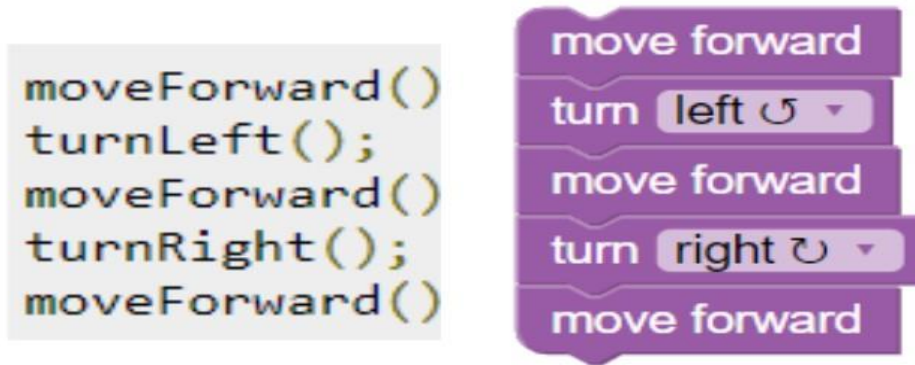 moveForward()
turnLeft();
moveForward()
turnRight();
moveForward()
move forward
turn left ↺
move forward
turn right ↻
move forward